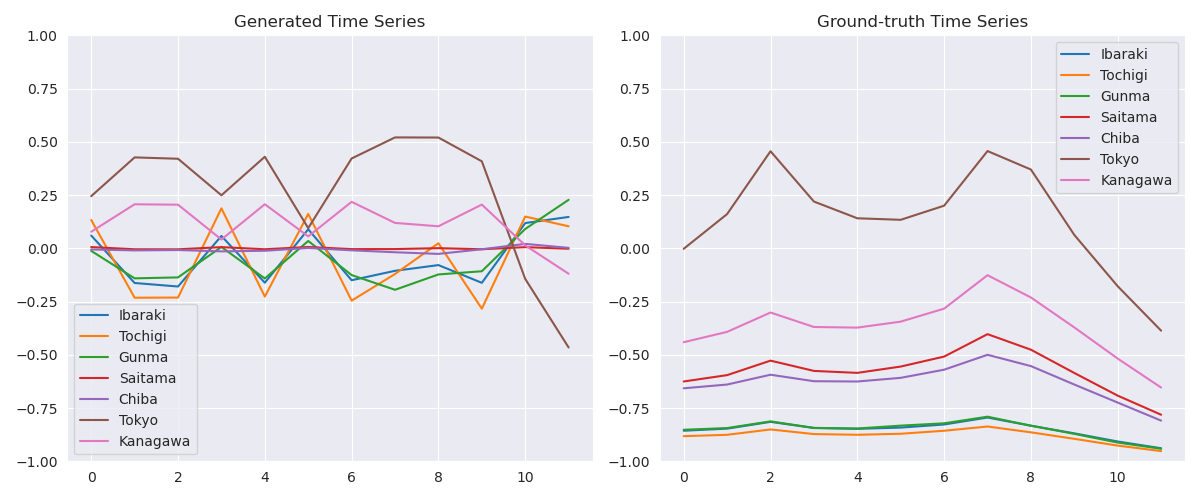 Generated Time Series
1.00
0.75
0.50
0.25
0.00
−0.25
−0.50
−0.75
−1.00
0 2 4 6 8 10
Ibaraki
Tochigi
Gunma
Saitama
Chiba
Tokyo
Kanagawa
Ground-truth Time Series
1.00
0.75
0.50
0.25
0.00
−0.25
−0.50
−0.75
−1.00
0 2 4 6 8 10
Ibaraki
Tochigi
Gunma
Saitama
Chiba
Tokyo
Kanagawa